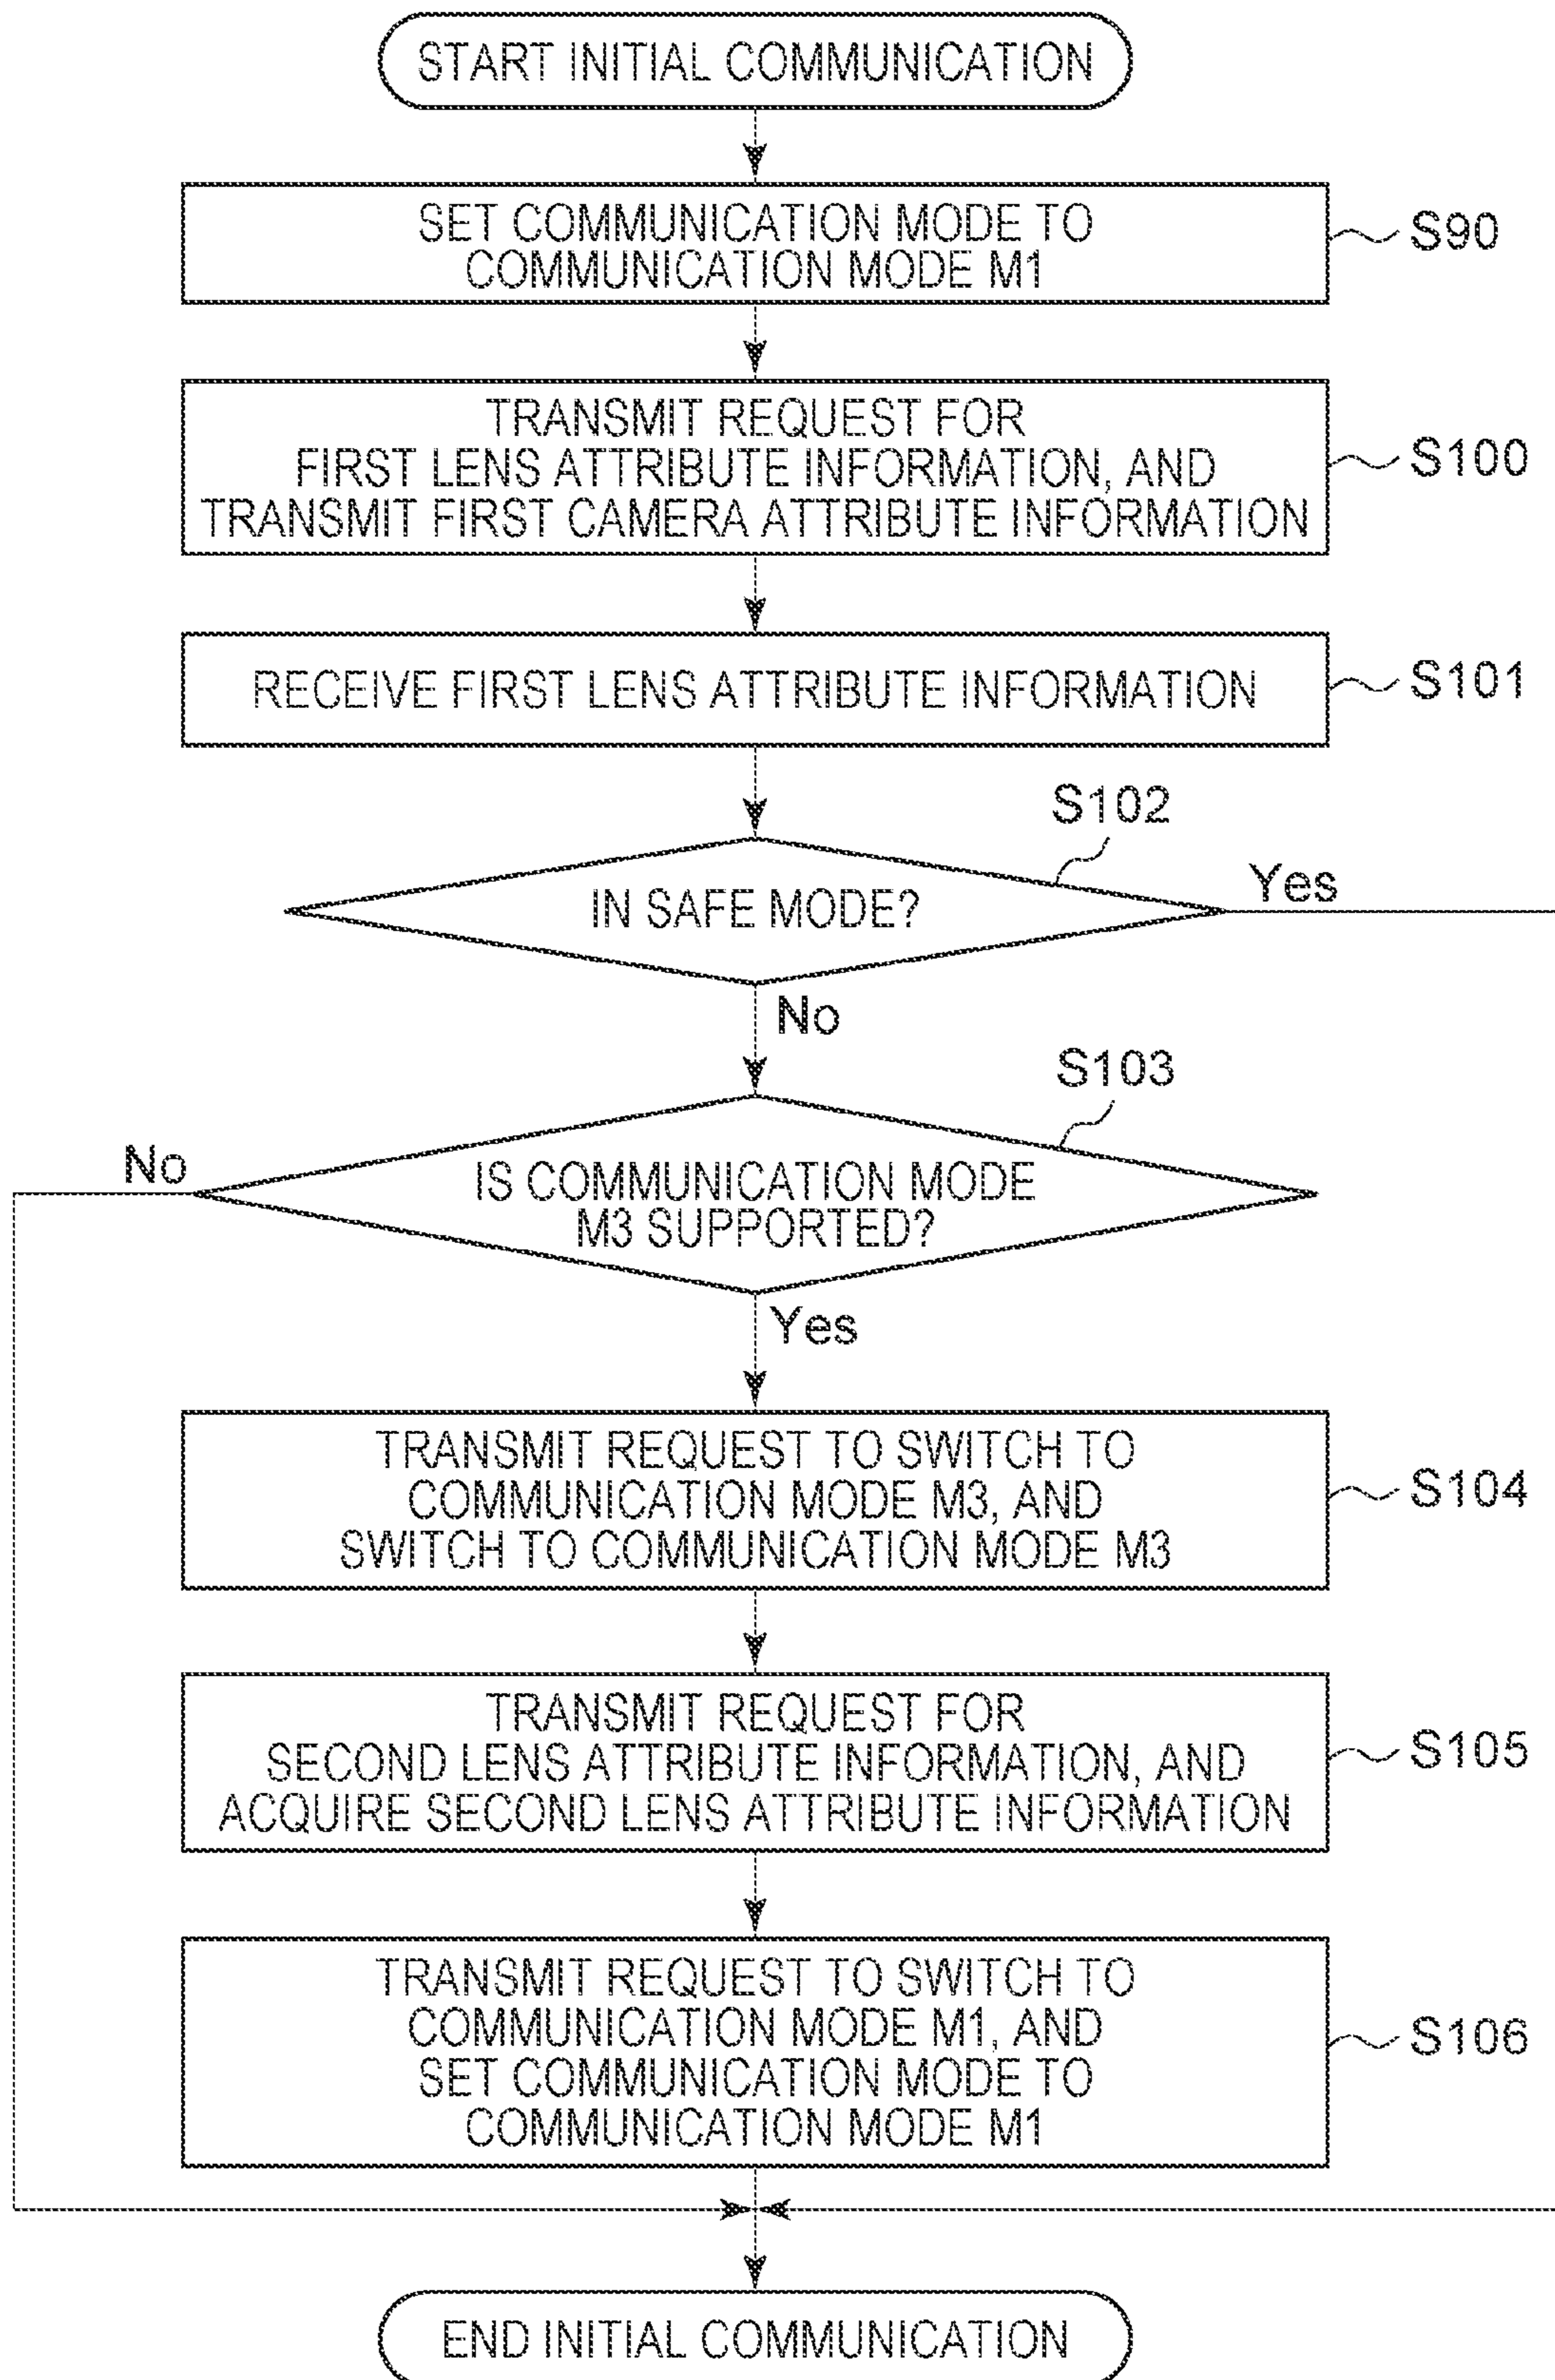 START INITIAL COMMUNICATION
SET COMMUNICATION MODE TO
COMMUNICATION MODE M1
S90
TRANSMIT REQUEST FOR
FIRST LENS ATTRIBUTE INFORMATION, AND
TRANSMIT FIRST CAMERA ATTRIBUTE INFORMATION
S100
RECEIVE FIRST LENS ATTRIBUTE INFORMATION
S101
S102
IN SAFE MODE?
Yes
No
S103
No
IS COMMUNICATION MODE
M3 SUPPORTED?
Yes
TRANSMIT REQUEST TO SWITCH TO
COMMUNICATION MODE M3, AND
SWITCH TO COMMUNICATION MODE M3
S104
TRANSMIT REQUEST FOR
SECOND LENS ATTRIBUTE INFORMATION, AND
ACQUIRE SECOND LENS ATTRIBUTE INFORMATION
S105
TRANSMIT REQUEST TO SWITCH TO
COMMUNICATION MODE M1, AND
SET COMMUNICATION MODE TO
COMMUNICATION MODE M1
S106
END INITIAL COMMUNICATION